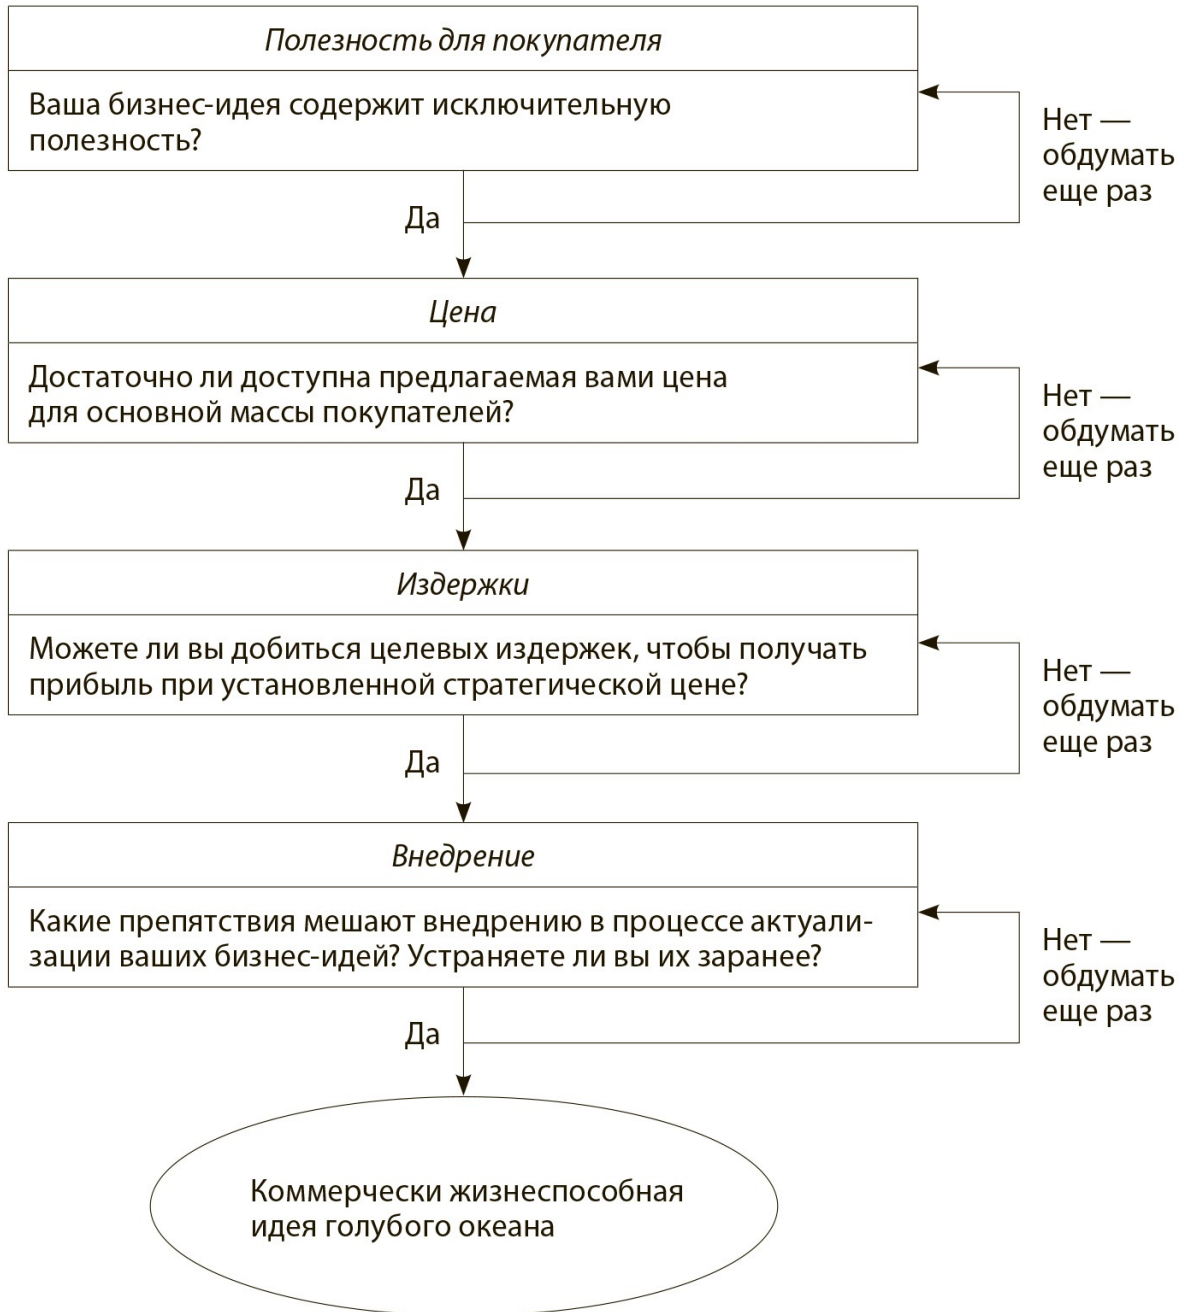 Полезность для покупателя
Ваша бизнес-идея содержит исключительную
полезность?
Нет —
обдумать
еще раз
Да
Цена
Достаточно ли доступна предлагаемая вами цена
для основной массы покупателей?
Нет —
обдумать
еще раз
Да
Издержки
Можете ли вы добиться целевых издержек, чтобы получать
прибыль при установленной стратегической цене?
Нет —
обдумать
еще раз
Да
Внедрение
Какие препятствия мешают внедрению в процессе актуали-
зации ваших бизнес-идей? Устраняете ли вы их заранее?
Нет —
обдумать
еще раз
Да
Коммерчески жизнеспособная
идея голубого океана